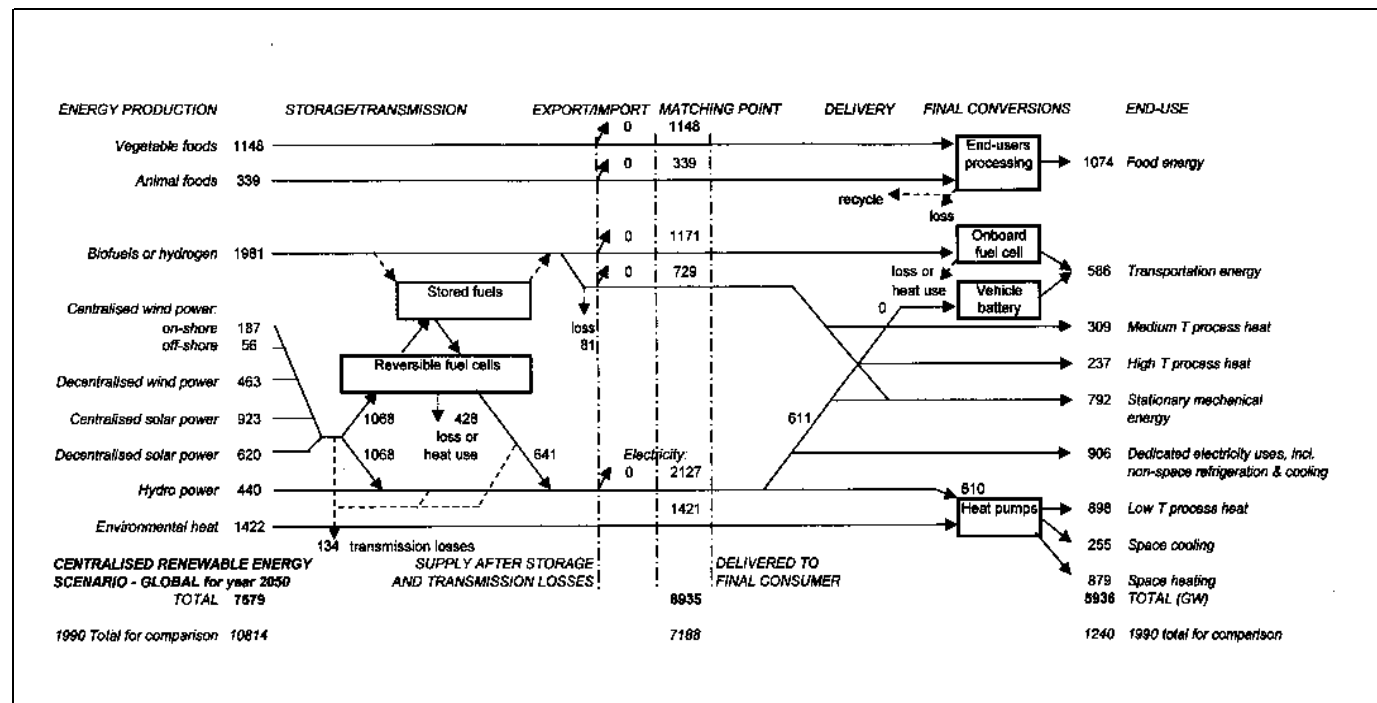 ENERGY PRODUCTION STORAGE/TRANSMISSION EXPORT/IMPORT MATCHING POINT DELIVERY FINAL CONVERSIONS END-USE
0 1148
Vegetable foods 1148
End-users
processing
1074 Food energy
0 339
Animal foods 339
recycle
loss
0 1171
Onboard
fuel cell
Biofuels or hydrogen 1981
0 729
loss or
heat use
586 Transportation energy
Stored fuels
Vehicle
battery
0
Centralised wind power:
on-shore 187
off-shore 56
loss
81
309 Medium T process heat
Reversible fuel cells
237 High T process heat
Decentralised wind power 463
792 Stationary mechanical
energy
Centralised solar power 923
1068 428
loss or
heat use
611
Decentralised solar power 620
1068
641
Electricity:
906 Dedicated electricity uses, incl.
non-space refrigeration & cooling
0 2127
Hydro power 440
610
1421
Heat pumps
898 Low T process heat
Environmental heat 1422
134 transmission losses
255 Space cooling
CENTRALISED RENEWABLE ENERGY
SCENARIO - GLOBAL for year 2050
SUPPLY AFTER STORAGE
AND TRANSMISSION LOSSES
DELIVERED TO
FINAL CONSUMER
879 Space heating
TOTAL 7679 6935 5936 TOTAL (GW)
1990 Total for comparison 10814 7188 1240 1990 total for comparison